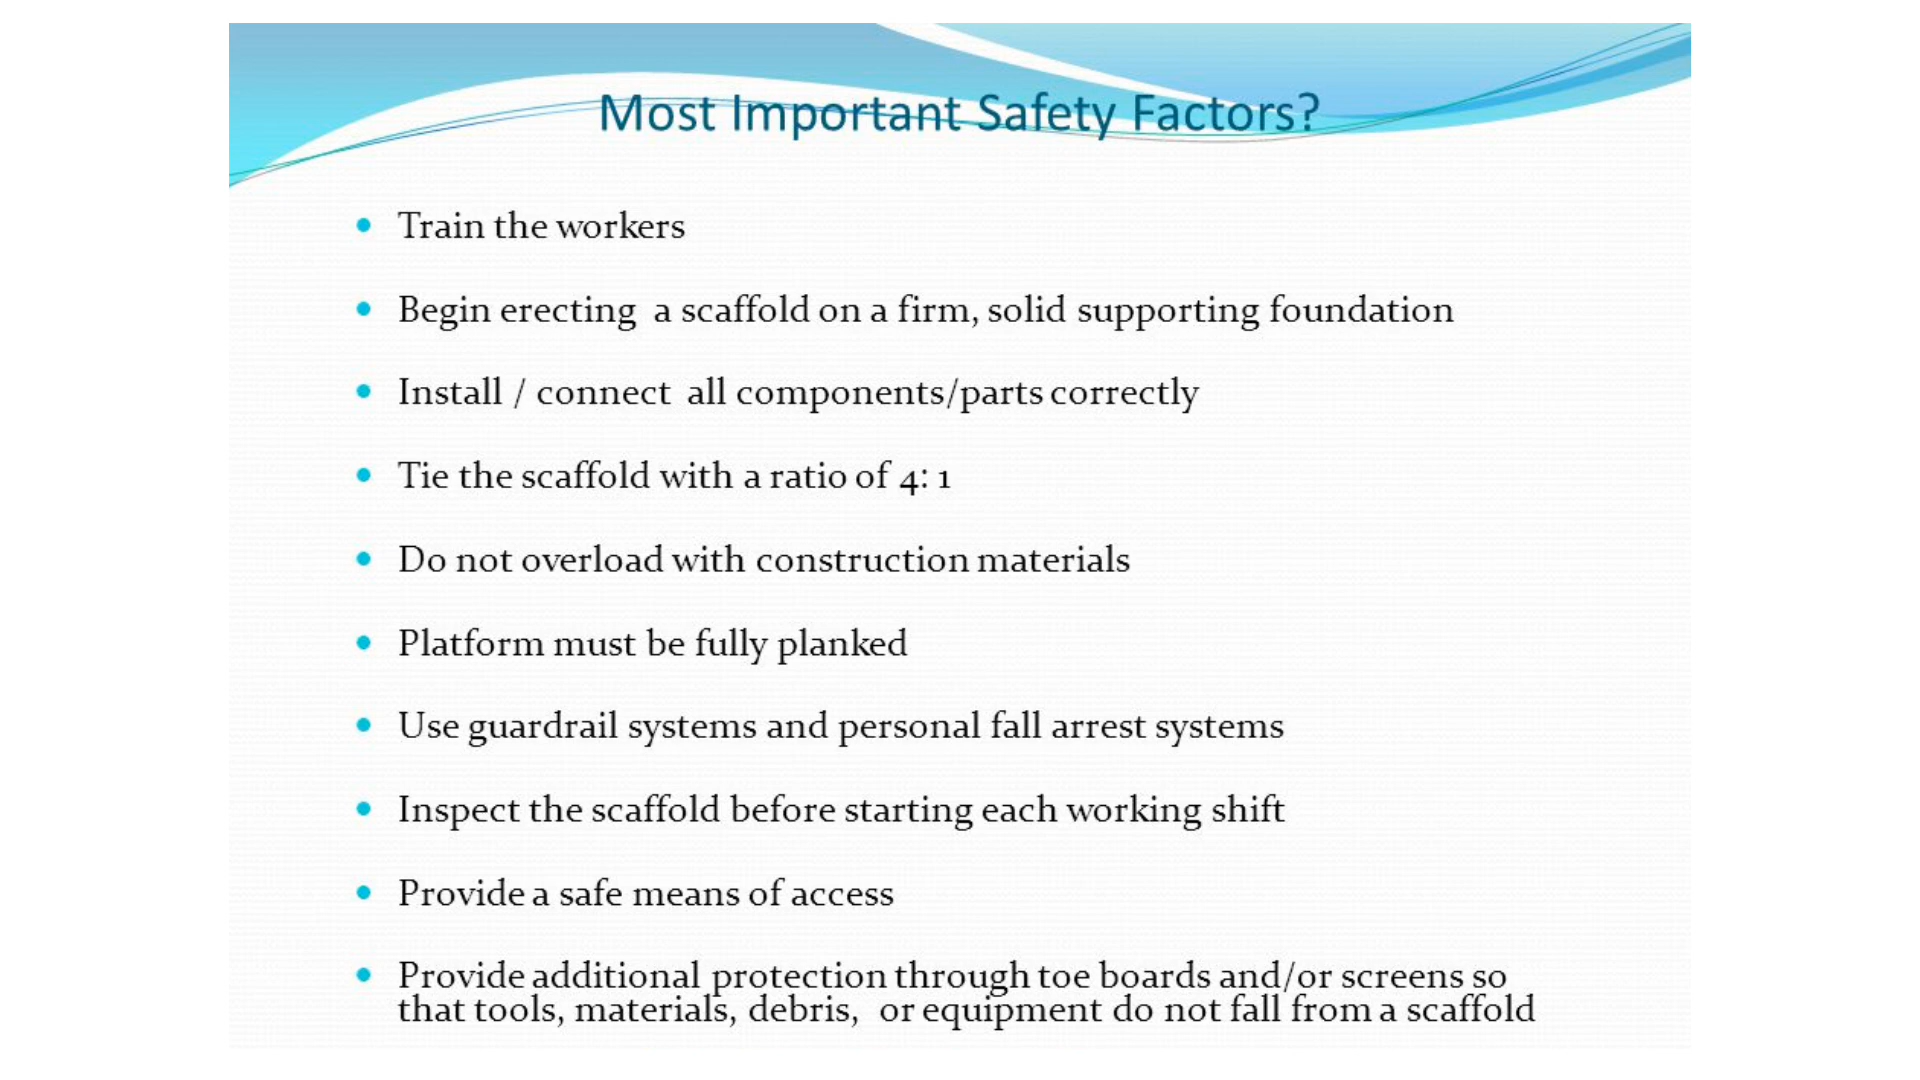 Most Important Safety Factors?
• Train the workers
• Begin erecting a scaffold on a firm, solid supporting foundation
• Install / connect all components/parts correctly
• Tie the scaffold with a ratio of 4: 1
• Do not overload with construction materials
• Platform must be fully planked
• Use guardrail systems and personal fall arrest systems
• Inspect the scaffold before starting each working shift
• Provide a safe means of access
• Provide additional protection through toe boards and/or screens so
that tools, materials, debris, or equipment do not fall from a scaffold